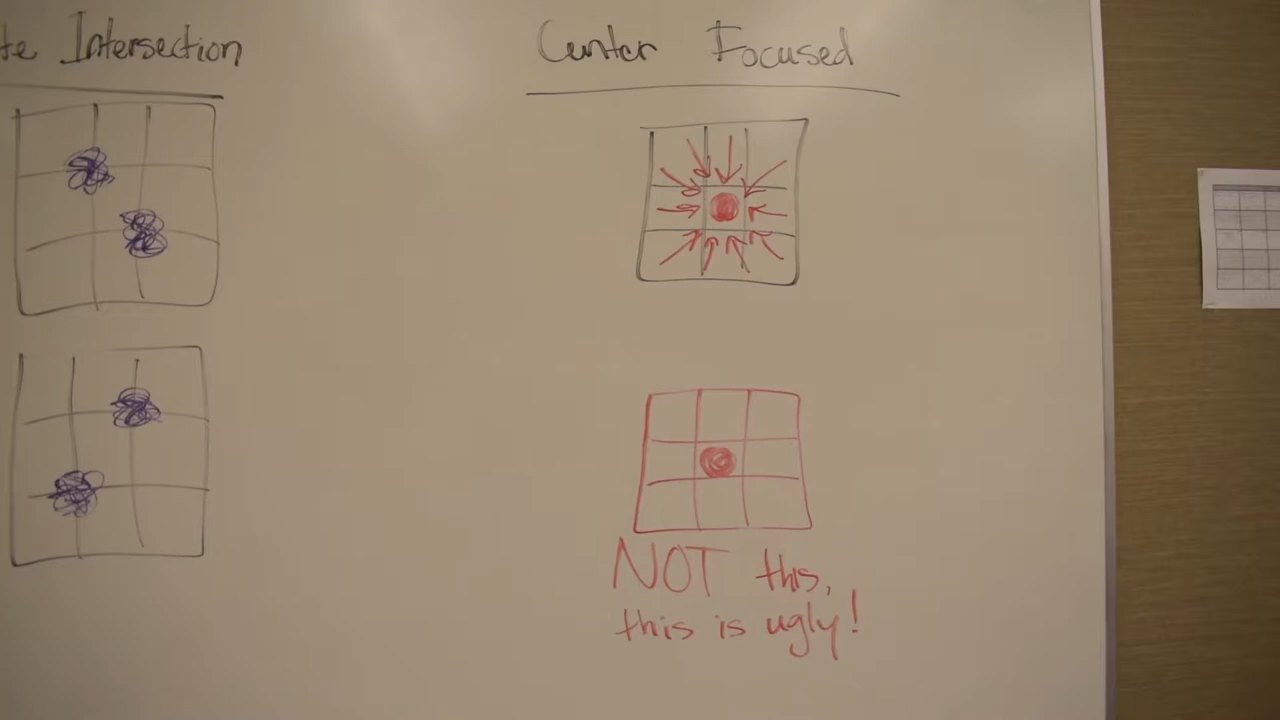 te Intersection
Center Focused
NOT this,
this is ugly!